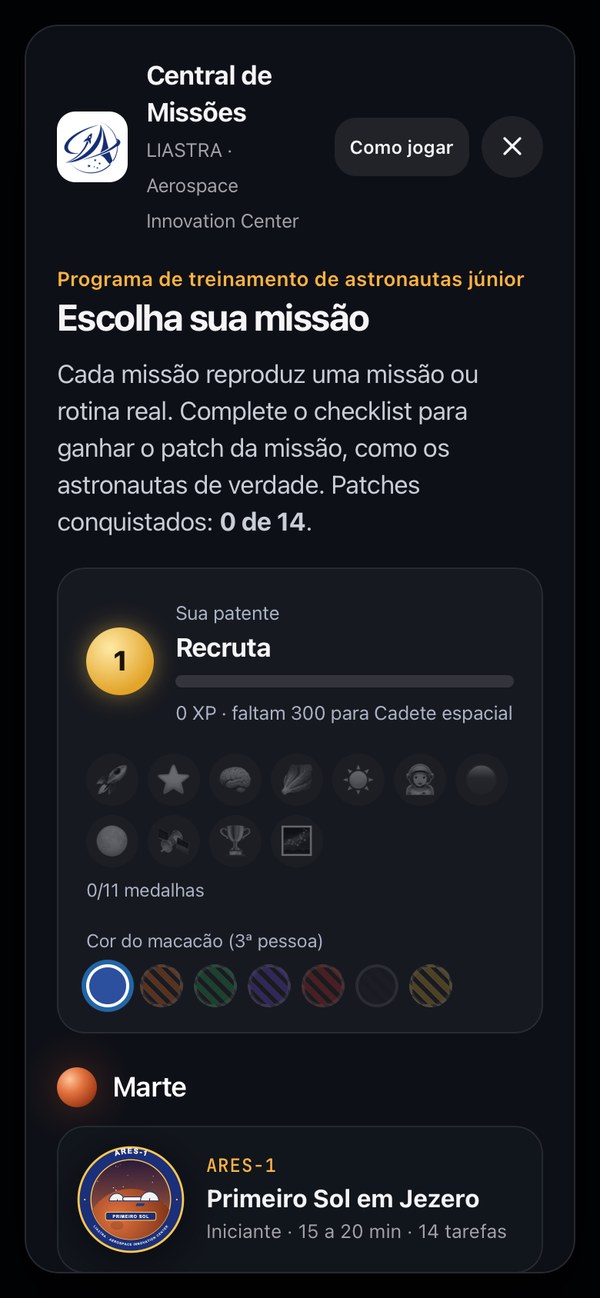 Central de
Missões
LIASTRA ·
Aerospace
Innovation Center
Como jogar
Programa de treinamento de astronautas júnior
Escolha sua missão
Cada missão reproduz uma missão ou
rotina real. Complete o checklist para
ganhar o patch da missão, como os
astronautas de verdade. Patches
conquistados: 0 de 14.
1
Sua patente
Recruta
0 XP · faltam 300 para Cadete espacial
0/11 medalhas
Cor do macacão (3ª pessoa)
Marte
ARES-1
PRIMEIRO SOL
LIASTRA · AEROSPACE INNOVATION CENTER
ARES-1
Primeiro Sol em Jezero
Iniciante · 15 a 20 min · 14 tarefas